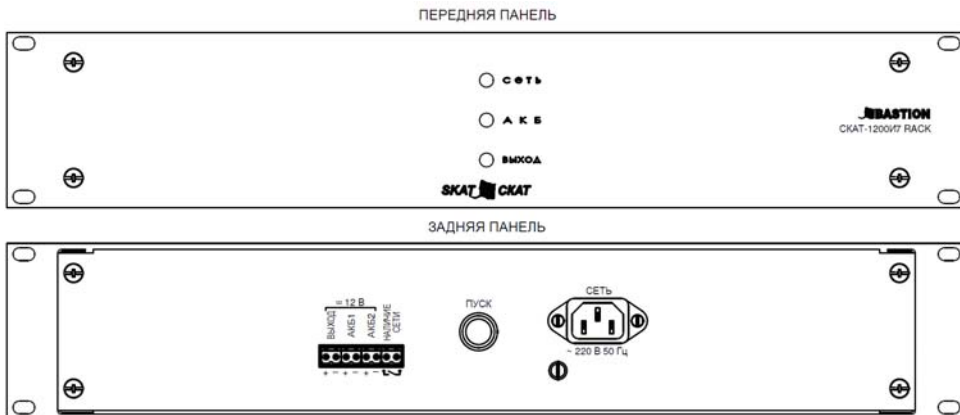 ПЕРЕДНЯЯ ПАНЕЛЬ
СЕТЬ
АКБ
ВЫХОД
BASTION
СКАТ-1200И7 RACK
SKAT СКАТ
ЗАДНЯЯ ПАНЕЛЬ
= 12 В
ВЫХОД
АКБ1
АКБ2
НАЛИЧИЕ
СЕТИ
+ − + − + −
ПУСК
СЕТЬ
~ 220 В 50 Гц